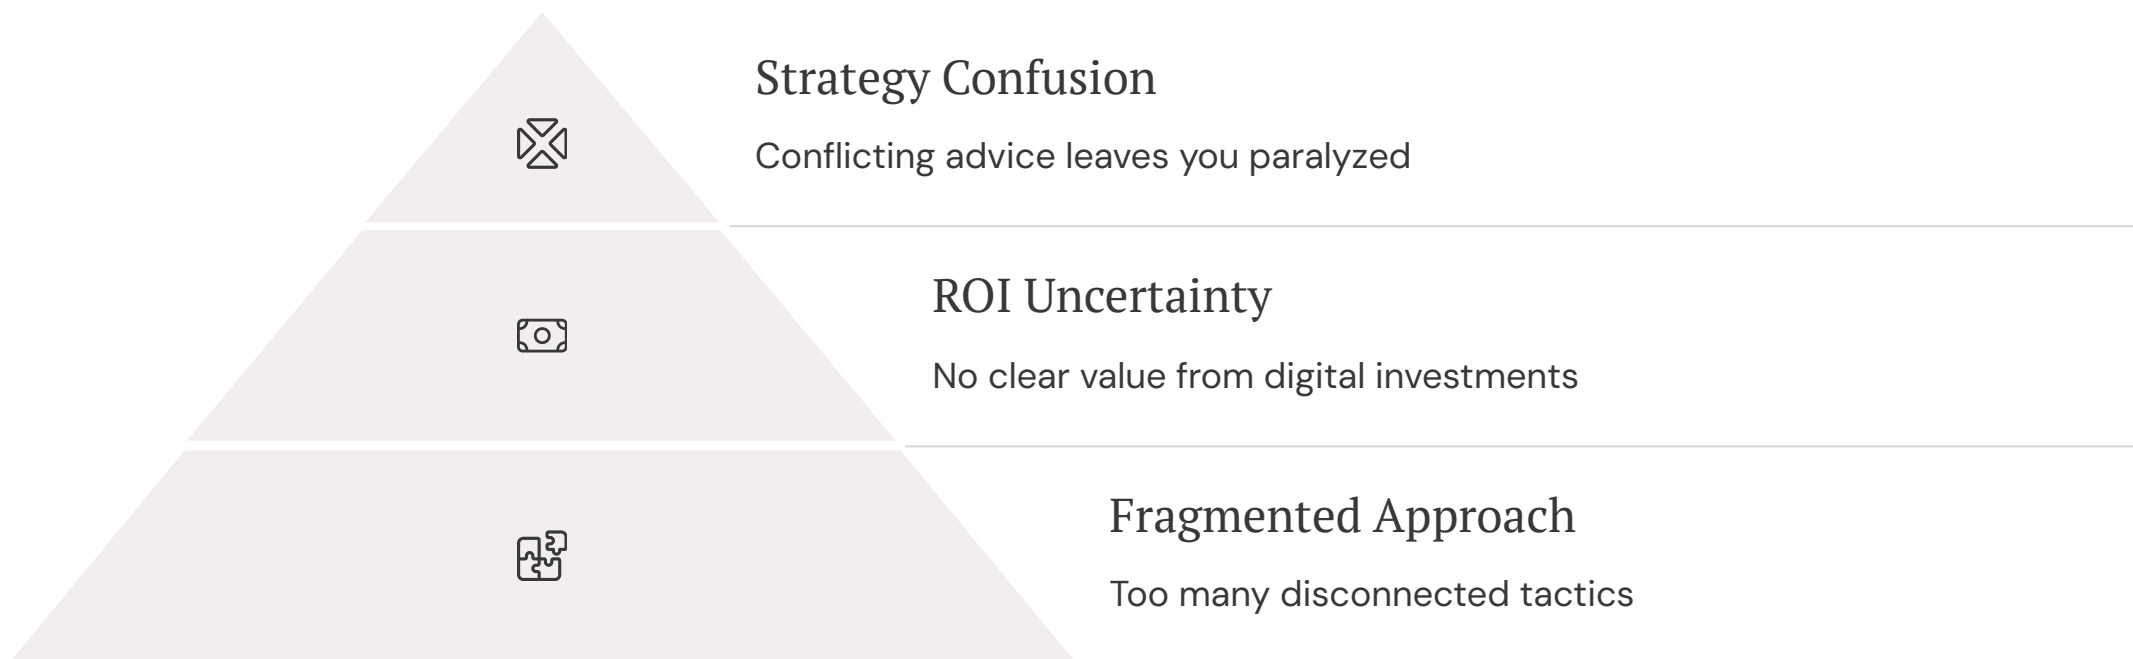 Strategy Confusion
Conflicting advice leaves you paralyzed
ROI Uncertainty
No clear value from digital investments
Fragmented Approach
Too many disconnected tactics